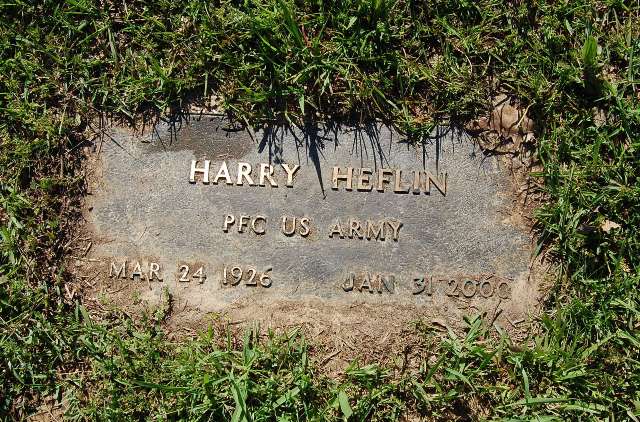 HARRY HEFLIN
PFC US ARMY
MAR 24 1926 JAN 31 2000